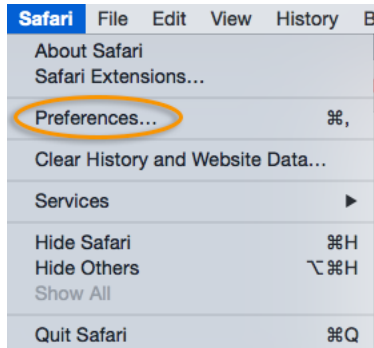 Safari File Edit View History
About Safari
Safari Extensions...
Preferences... ⌘,
Clear History and Website Data...
Services ▶
Hide Safari ⌘H
Hide Others ⌥⌘H
Show All
Quit Safari ⌘Q